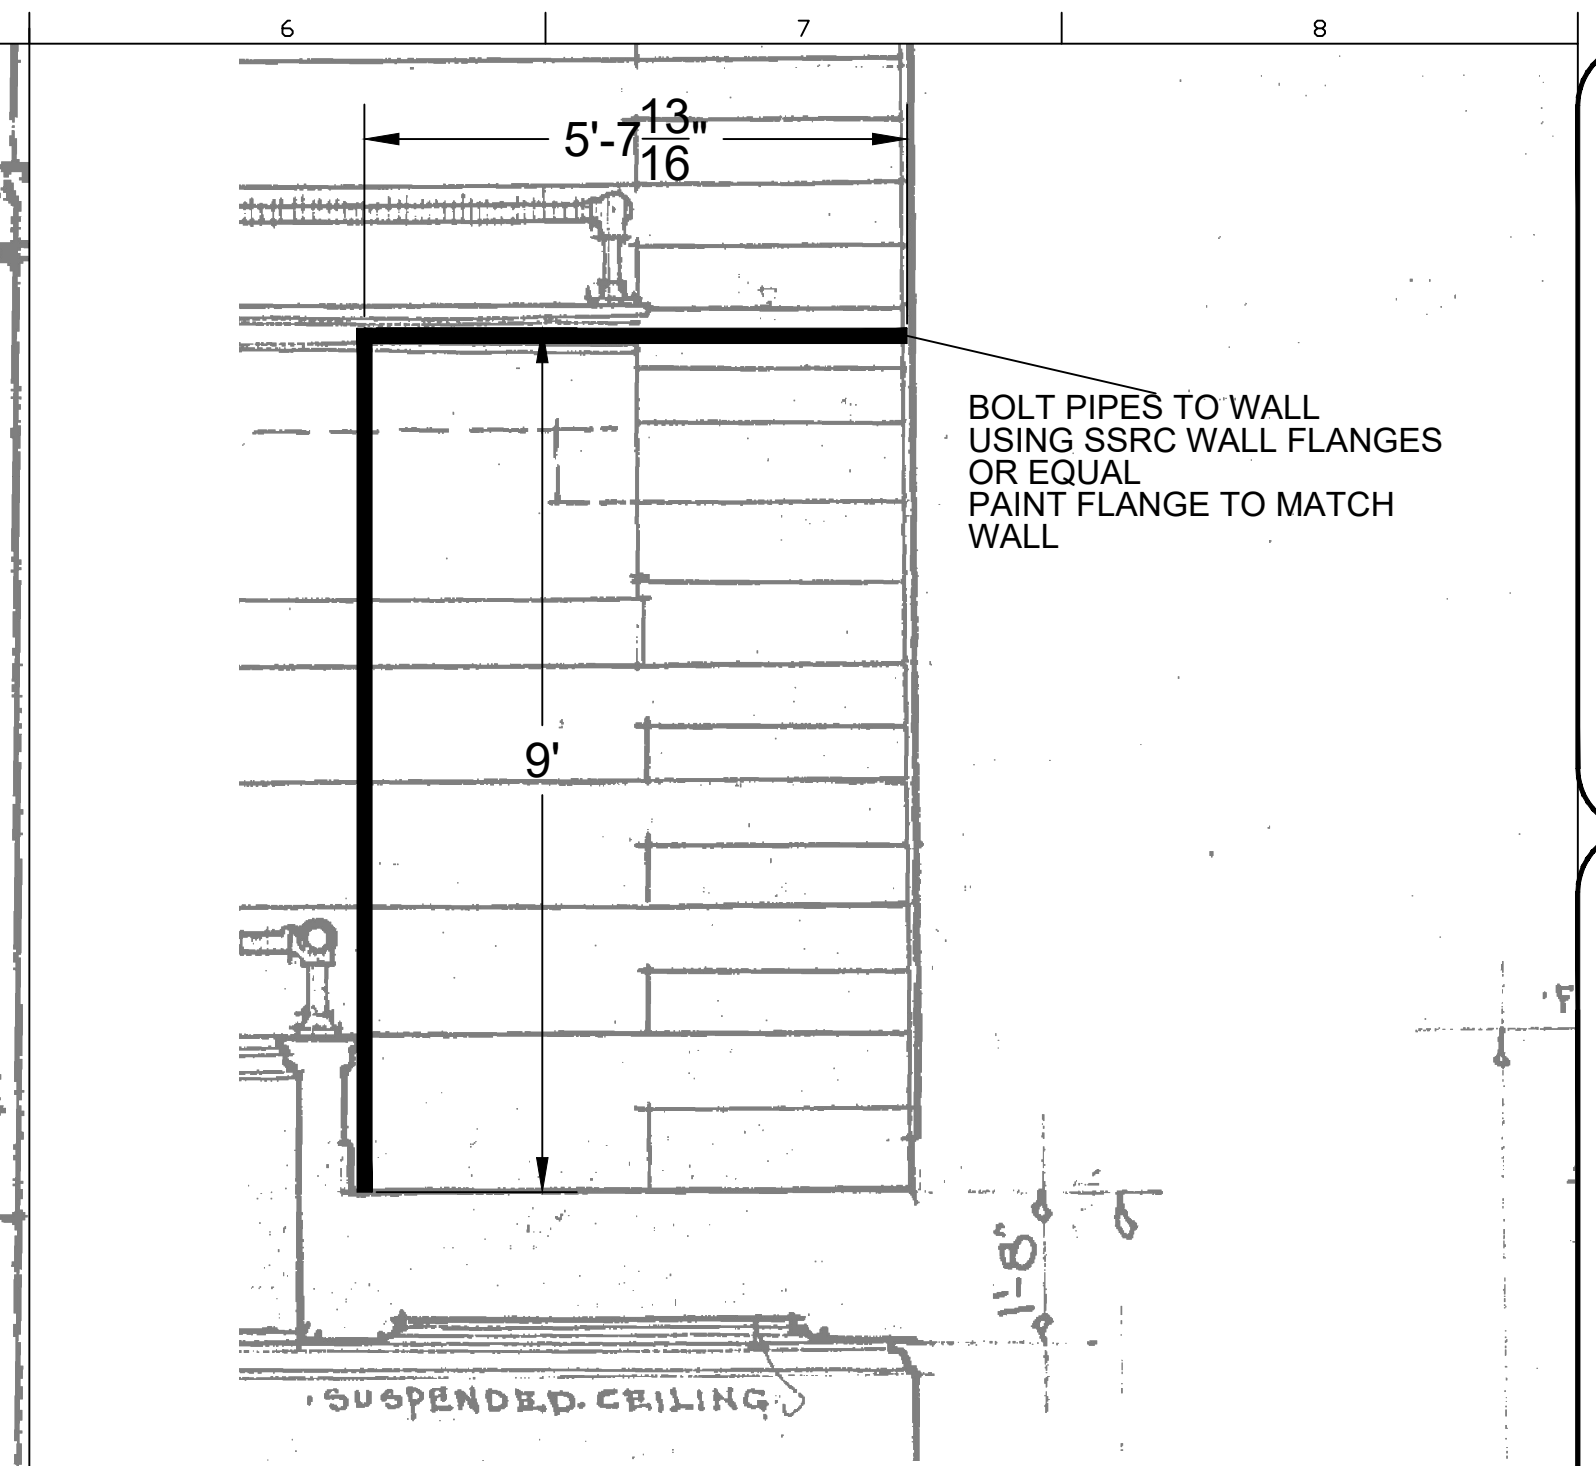 6 7 8
5'-7 13/16"
BOLT PIPES TO WALL
USING SSRC WALL FLANGES
OR EQUAL
PAINT FLANGE TO MATCH
WALL
9'
F
1'-8"
SUSPENDED. CEILING